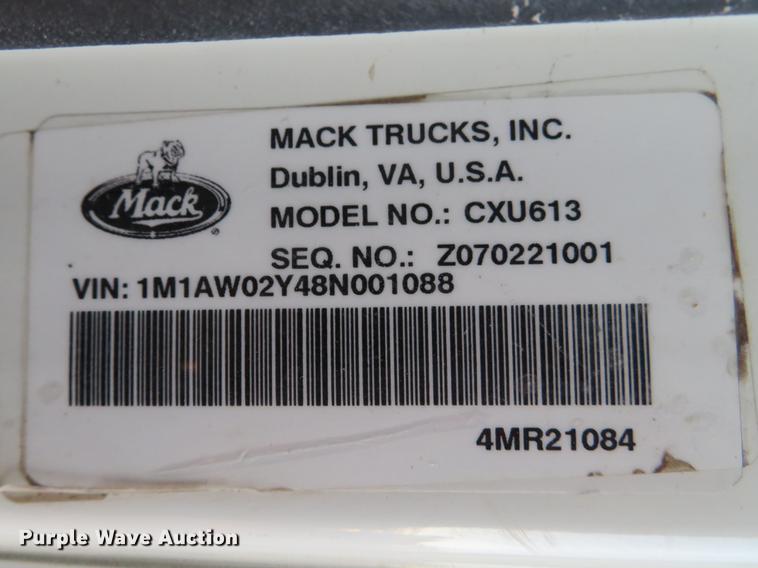 MACK TRUCKS, INC.
Dublin, VA, U.S.A.
Mack
®
MODEL NO.: CXU613
SEQ. NO.: Z070221001
VIN: 1M1AW02Y48N001088
4MR21084
Purple Wave Auction